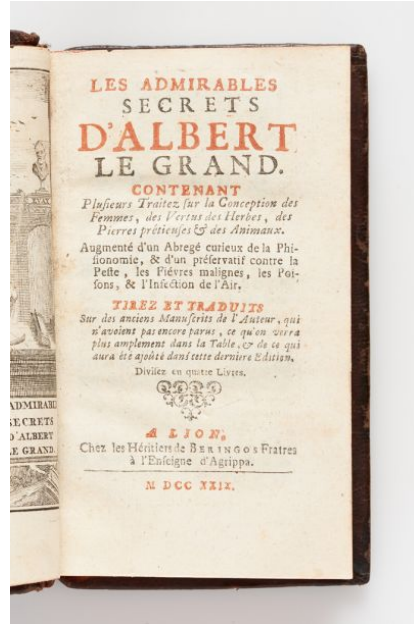 LES ADMIRABLES
SECRETS
D'ALBERT
LE GRAND.
CONTENANT
Plusieurs Traitez sur la Conception des
Femmes, des Vertus des Herbes, des
Pierres prétieuses & des Animaux.
Augmenté d'un Abregé curieux de la Phi-
sionomie, & d'un préservatif contre la
Peste, les Fiévres malignes, les Poi-
sons, & l'Infection de l'Air.
TIREZ ET TRADUITS
Sur des anciens Manuscrits de l'Auteur, qui
n'avoient pas encore parus, ce qu'on verra
plus amplement dans la Table, & de ce qui
aura été ajoûté dans cette derniere Edition.
Divisez en quatre Livres.
A LION,
Chez les Héritiers de BERINGOS Fratres
à l'Enseigne d'Agrippa.
M DCC XXIX.
ADMIRABL
SECRETS
D'ALBERT
LE GRAND